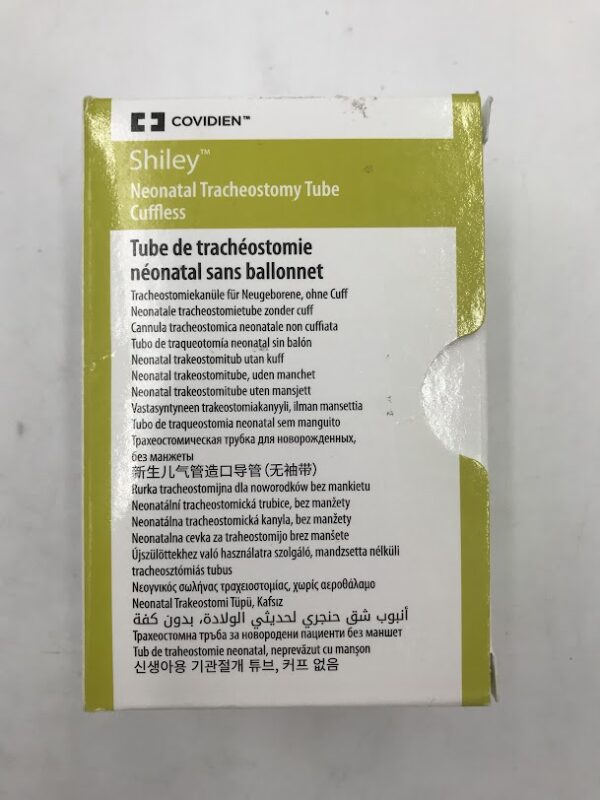 COVIDIEN™
Shiley™
Neonatal Tracheostomy Tube
Cuffless
Tube de trachéostomie
néonatal sans ballonnet
Tracheostomiekanüle für Neugeborene, ohne Cuff
Neonatale tracheostomietube zonder cuff
Cannula tracheostomica neonatale non cuffiata
Tubo de traqueotomía neonatal sin balón
Neonatal trakeostomitub utan kuff
Neonatal trakeostomitube, uden manchet
Neonatal trakeostomitube uten mansjett
Vastasyntyneen trakeostomiakanyyli, ilman mansettia
Tubo de traqueostomia neonatal sem manguito
Трахеостомическая трубка для новорожденных,
без манжеты
新生儿气管造口导管（无袖带）
Rurka tracheostomijna dla noworodków bez mankietu
Neonatální tracheostomická trubice, bez manžety
Neonatálna tracheostomická kanyla, bez manžety
Neonatalna cevka za traheostomijo brez manšete
Újszülöttekhez való használatra szolgáló, mandzsetta nélküli
tracheosztómiás tubus
Νεογνικός σωλήνας τραχειοστομίας, χωρίς αεροθάλαμο
Neonatal Trakeostomi Tüpü, Kafsız
أنبوب شق حنجري لحديثي الولادة، بدون كفة
Трахеостомна тръба за новородени пациенти без маншет
Tub de traheostomie neonatal, neprevăzut cu manșon
신생아용 기관절개 튜브, 커프 없음